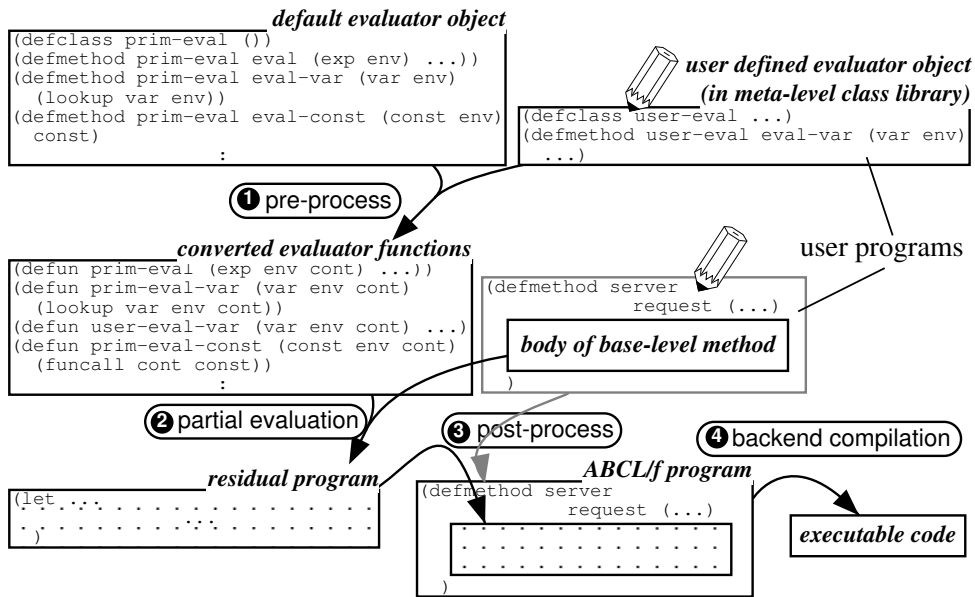 default evaluator object
(defclass prim-eval ())
(defmethod prim-eval eval (exp env) ...))
(defmethod prim-eval eval-var (var env)
(lookup var env))
(defmethod prim-eval eval-const (const env)
const)
:
user defined evaluator object
(in meta-level class library)
(defclass user-eval ...)
(defmethod user-eval eval-var (var env)
...)
❶ pre-process
user programs
converted evaluator functions
(defun prim-eval (exp env cont) ...))
(defun prim-eval-var (var env cont)
(lookup var env cont))
(defun user-eval-var (var env cont) ...)
(defun prim-eval-const (const env cont)
(funcall cont const))
:
(defmethod server
request (...)
body of base-level method
)
❷ partial evaluation
❸ post-process
❹ backend compilation
residual program
(let ...
...
)
ABCL/f program
(defmethod server
request (...)
)
executable code